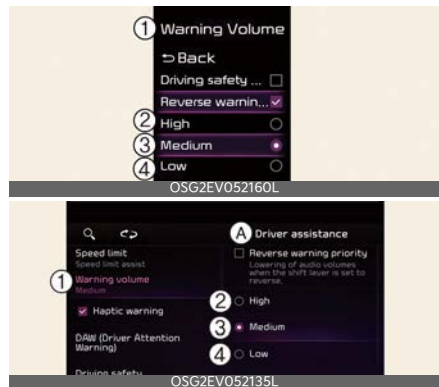 ① Warning Volume
Back
Driving safety ...
Reverse warnin...
② High
③ Medium
④ Low
OSG2EV052160L
Ⓐ Driver assistance
Speed limit
Speed limit assist
① Warning volume
Medium
Haptic warning
DAW (Driver Attention
Warning)
Driving safety
Reverse warning priority
Lowering of audio volumes
when the shift lever is set to
reverse.
② High
③ Medium
④ Low
OSG2EV052135L